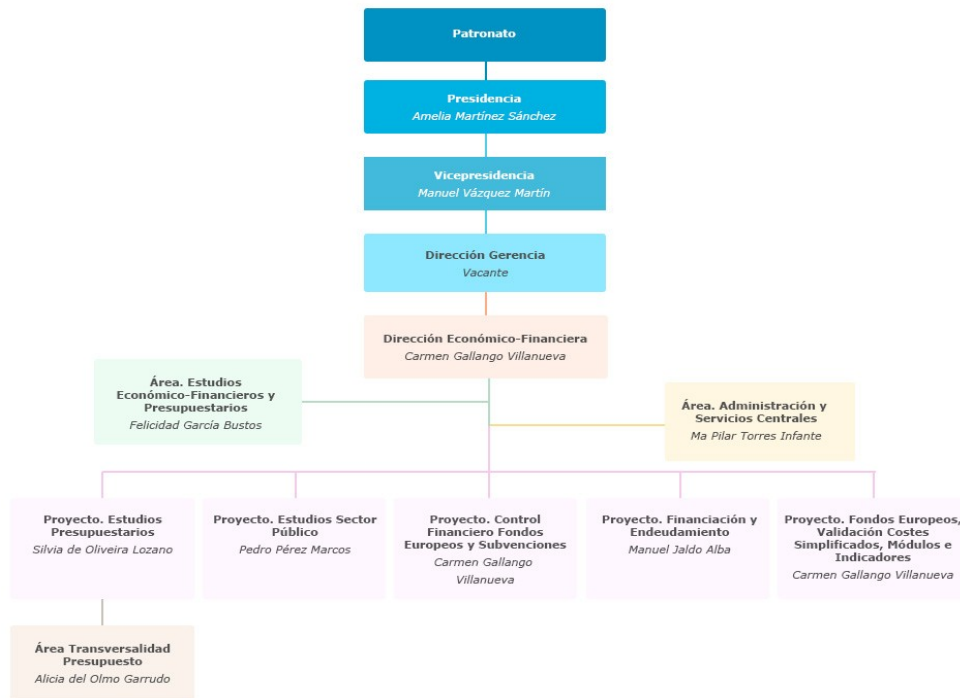 Patronato
Presidencia
Amelia Martínez Sánchez
Vicepresidencia
Manuel Vázquez Martín
Dirección Gerencia
Vacante
Dirección Económico-Financiera
Carmen Gallango Villanueva
Área. Estudios
Económico-Financieros y
Presupuestarios
Felicidad García Bustos
Área. Administración y
Servicios Centrales
Ma Pilar Torres Infante
Proyecto. Estudios
Presupuestarios
Silvia de Oliveira Lozano
Proyecto. Estudios Sector
Público
Pedro Pérez Marcos
Proyecto. Control
Financiero Fondos
Europeos y Subvenciones
Carmen Gallango
Villanueva
Proyecto. Financiación y
Endeudamiento
Manuel Jaldo Alba
Proyecto. Fondos Europeos,
Validación Costes
Simplificados, Módulos e
Indicadores
Carmen Gallango Villanueva
Área Transversalidad
Presupuesto
Alicia del Olmo Garrudo